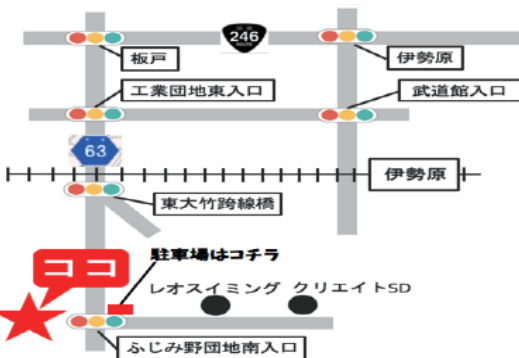 246
ROUTE
板戸
伊勢原
工業団地東入口
武道館入口
63
伊勢原
東大竹跨線橋
駐車場はコチラ
ココ
レオスイミング クリエイトSD
ふじみ野団地南入口